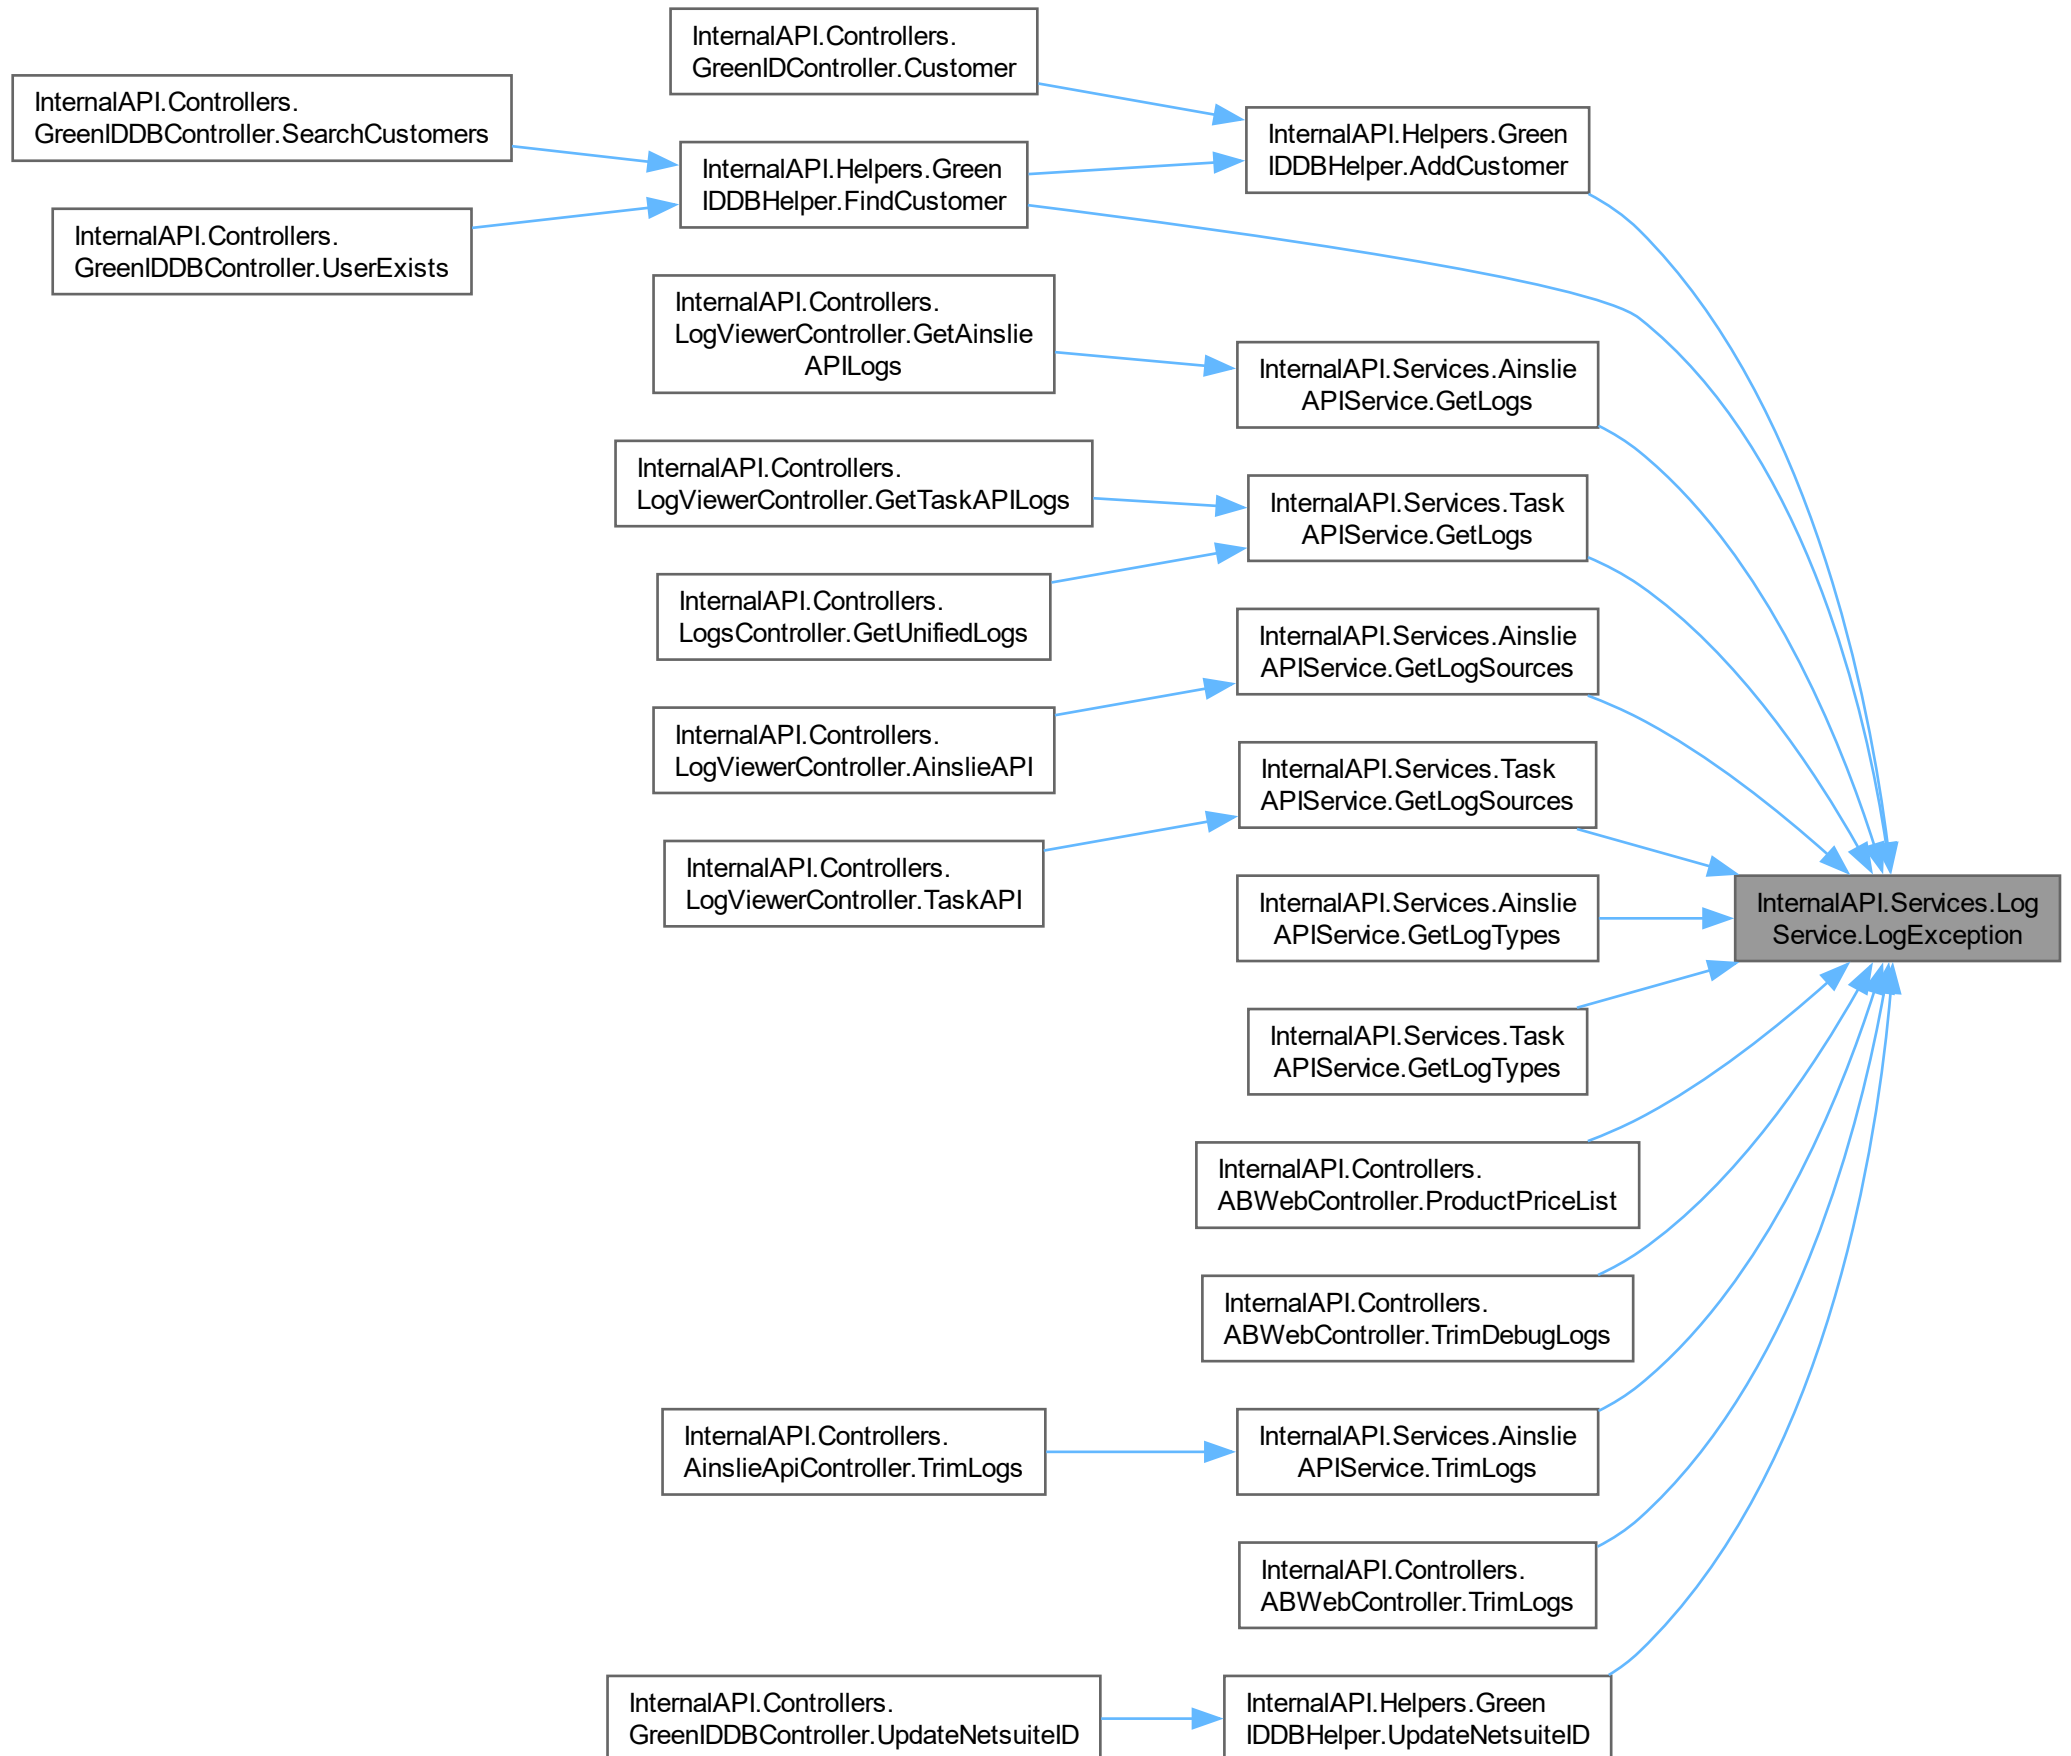 InternalAPI.Controllers.
GreenIDController.Customer
InternalAPI.Controllers.
GreenIDDBController.SearchCustomers
InternalAPI.Helpers.Green
IDDBHelper.AddCustomer
InternalAPI.Helpers.Green
IDDBHelper.FindCustomer
InternalAPI.Controllers.
GreenIDDBController.UserExists
InternalAPI.Controllers.
LogViewerController.GetAinslie
APILogs
InternalAPI.Services.Ainslie
APIService.GetLogs
InternalAPI.Controllers.
LogViewerController.GetTaskAPILogs
InternalAPI.Services.Task
APIService.GetLogs
InternalAPI.Controllers.
LogsController.GetUnifiedLogs
InternalAPI.Services.Ainslie
APIService.GetLogSources
InternalAPI.Controllers.
LogViewerController.AinslieAPI
InternalAPI.Services.Task
APIService.GetLogSources
InternalAPI.Controllers.
LogViewerController.TaskAPI
InternalAPI.Services.Ainslie
APIService.GetLogTypes
InternalAPI.Services.Log
Service.LogException
InternalAPI.Services.Task
APIService.GetLogTypes
InternalAPI.Controllers.
ABWebController.ProductPriceList
InternalAPI.Controllers.
ABWebController.TrimDebugLogs
InternalAPI.Controllers.
AinslieApiController.TrimLogs
InternalAPI.Services.Ainslie
APIService.TrimLogs
InternalAPI.Controllers.
ABWebController.TrimLogs
InternalAPI.Controllers.
GreenIDDBController.UpdateNetsuiteID
InternalAPI.Helpers.Green
IDDBHelper.UpdateNetsuiteID